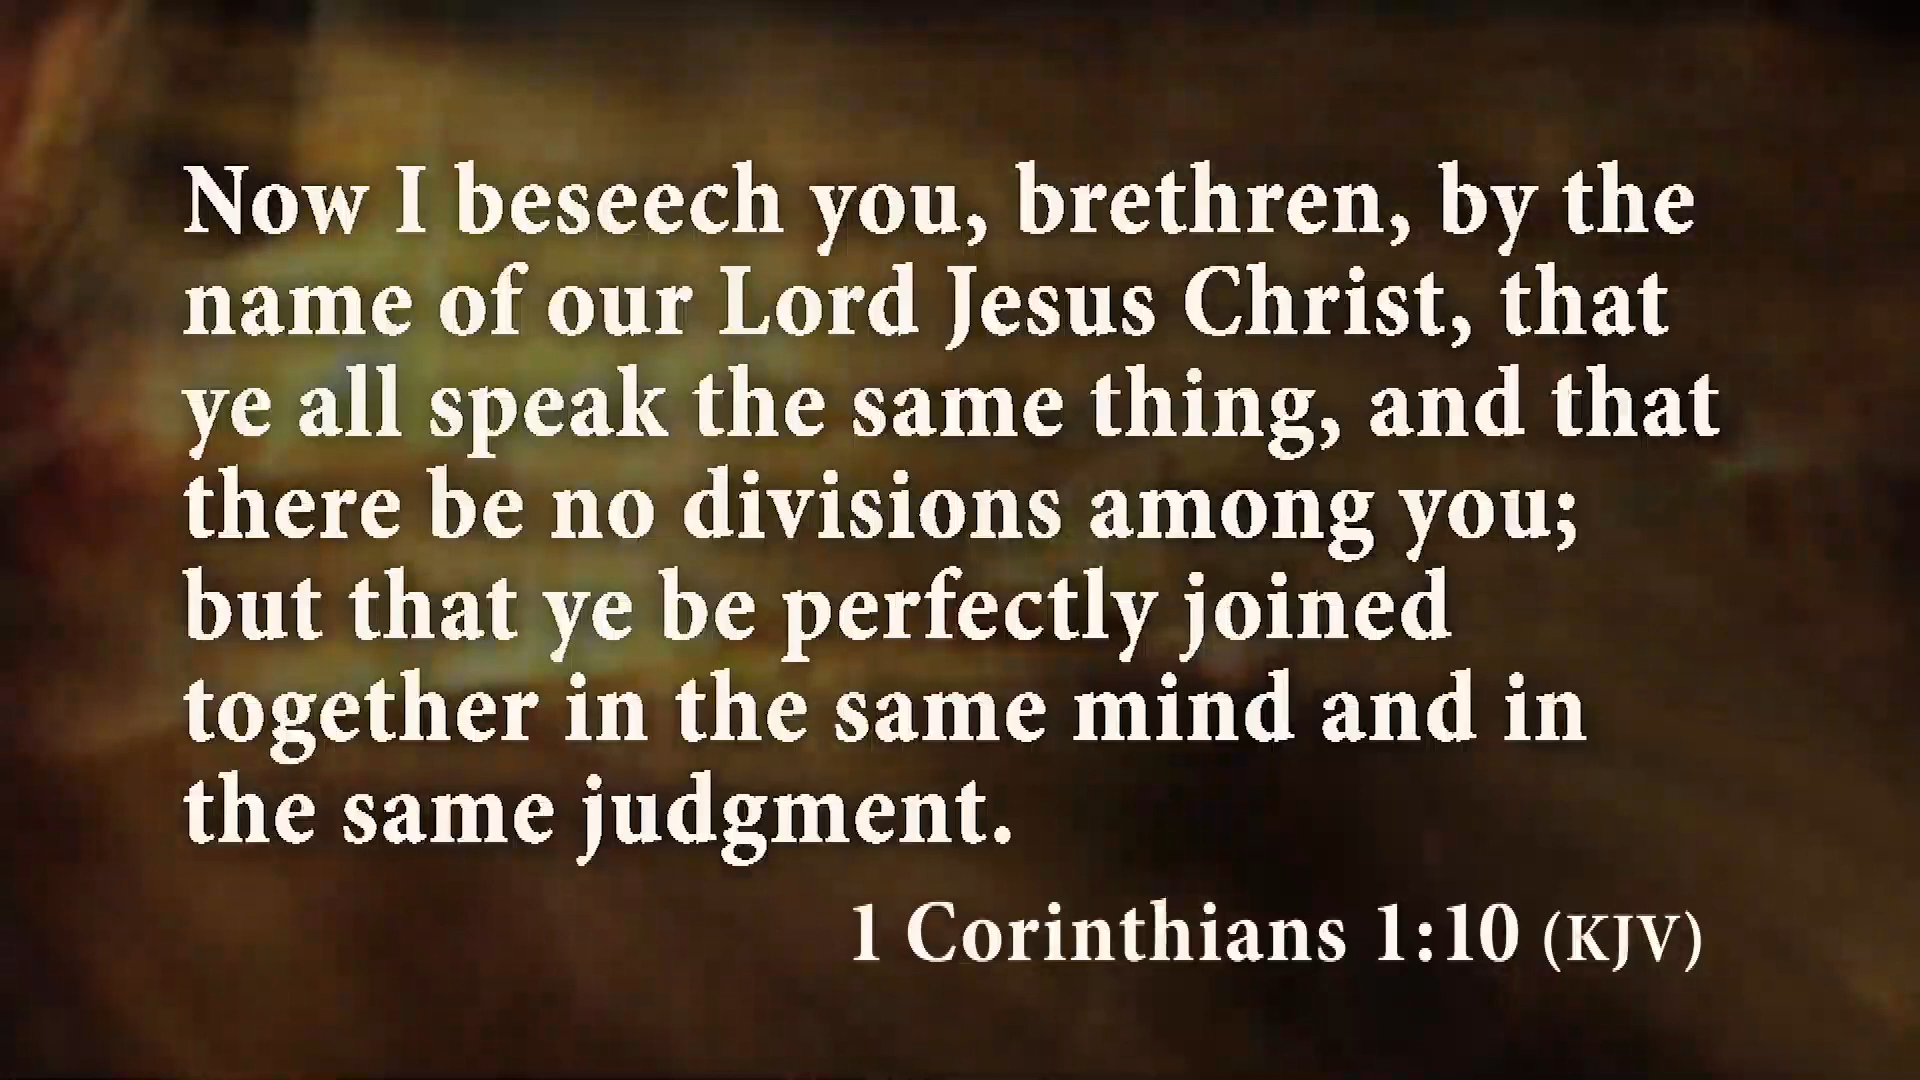 Now I beseech you, brethren, by the
name of our Lord Jesus Christ, that
ye all speak the same thing, and that
there be no divisions among you;
but that ye be perfectly joined
together in the same mind and in
the same judgment.
1 Corinthians 1:10 (KJV)